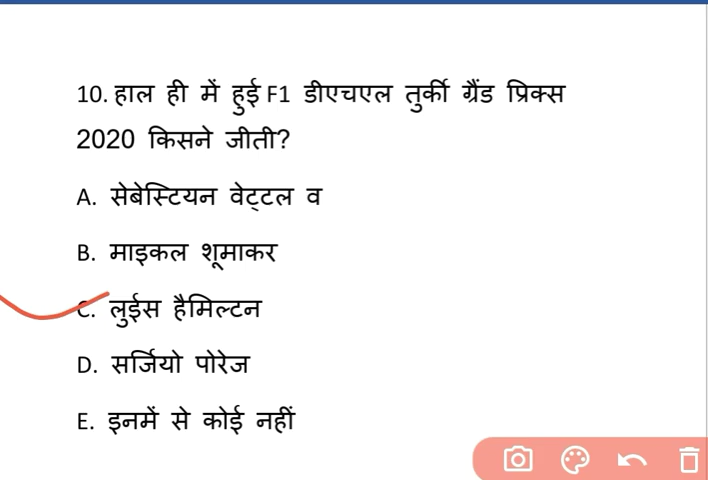 10. हाल ही में हुई F1 डीएचएल तुर्की ग्रैंड प्रिक्स
2020 किसने जीती?
A. सेबेस्टियन वेट्टल व
B. माइकल शूमाकर
C. लुईस हैमिल्टन
D. सर्जियो पोरेज
E. इनमें से कोई नहीं